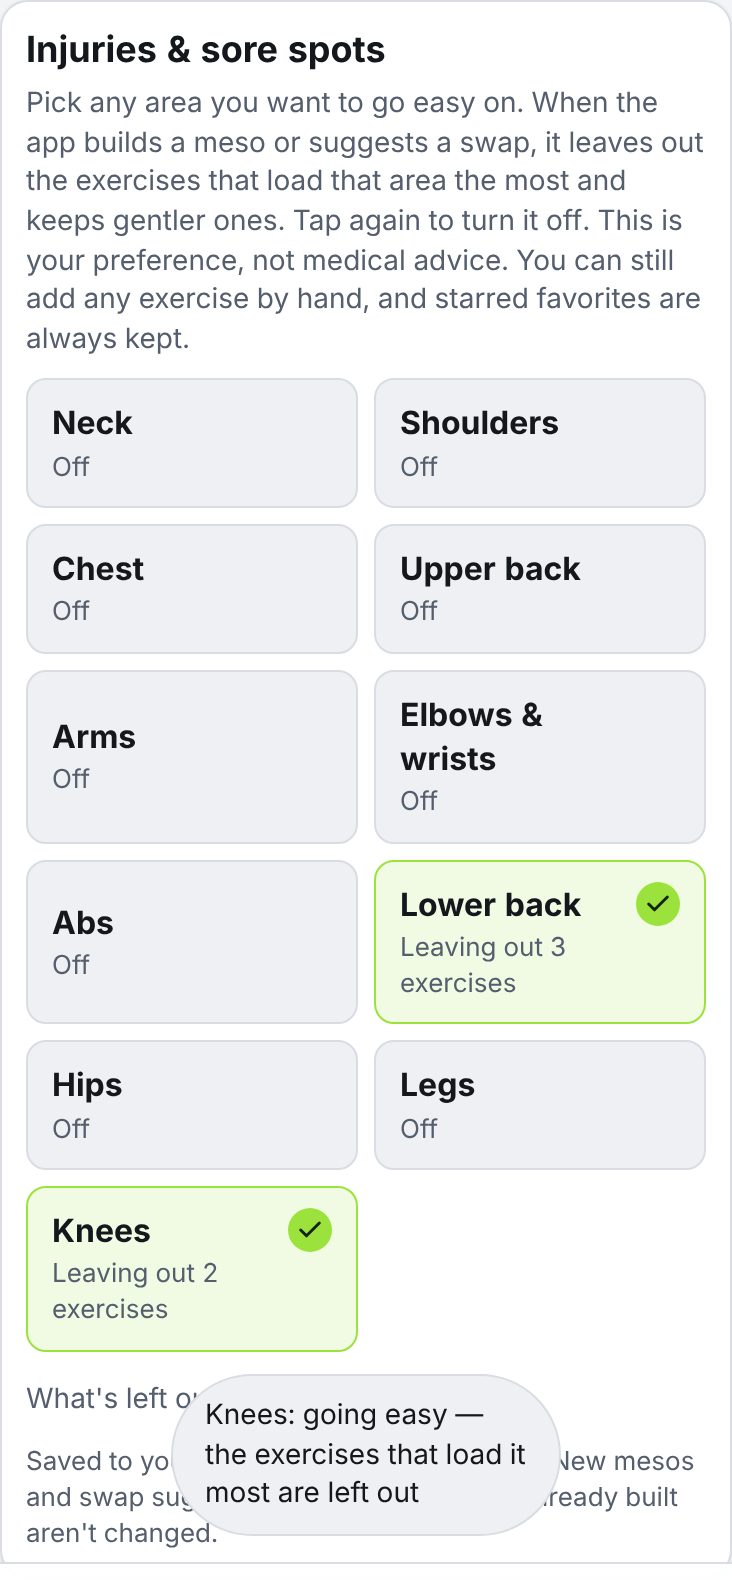 Injuries & sore spots
Pick any area you want to go easy on. When the
app builds a meso or suggests a swap, it leaves out
the exercises that load that area the most and
keeps gentler ones. Tap again to turn it off. This is
your preference, not medical advice. You can still
add any exercise by hand, and starred favorites are
always kept.
Neck
Off
Shoulders
Off
Chest
Off
Upper back
Off
Arms
Off
Elbows &
wrists
Off
Abs
Off
Lower back
Leaving out 3
exercises
Hips
Off
Legs
Off
Knees
Leaving out 2
exercises
What's left
Knees: going easy —
the exercises that load it
most are left out
Saved to New mesos
and swap built
aren't changed.